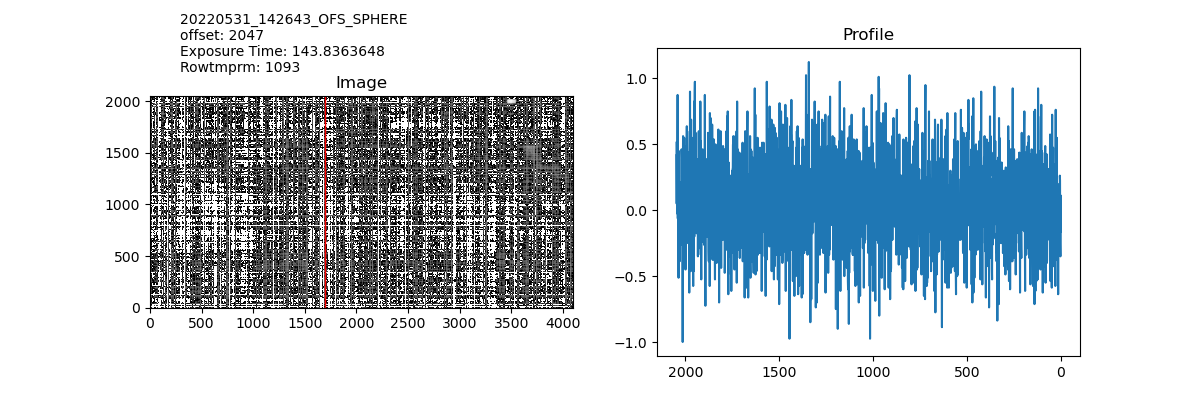 20220531_142643_OFS_SPHERE
offset: 2047
Exposure Time: 143.8363648
Rowtmprm: 1093
Image
2000
1500
1000
500
0
0 500 1000 1500 2000 2500 3000 3500 4000
Profile
1.0
0.5
0.0
−0.5
−1.0
2000 1500 1000 500 0